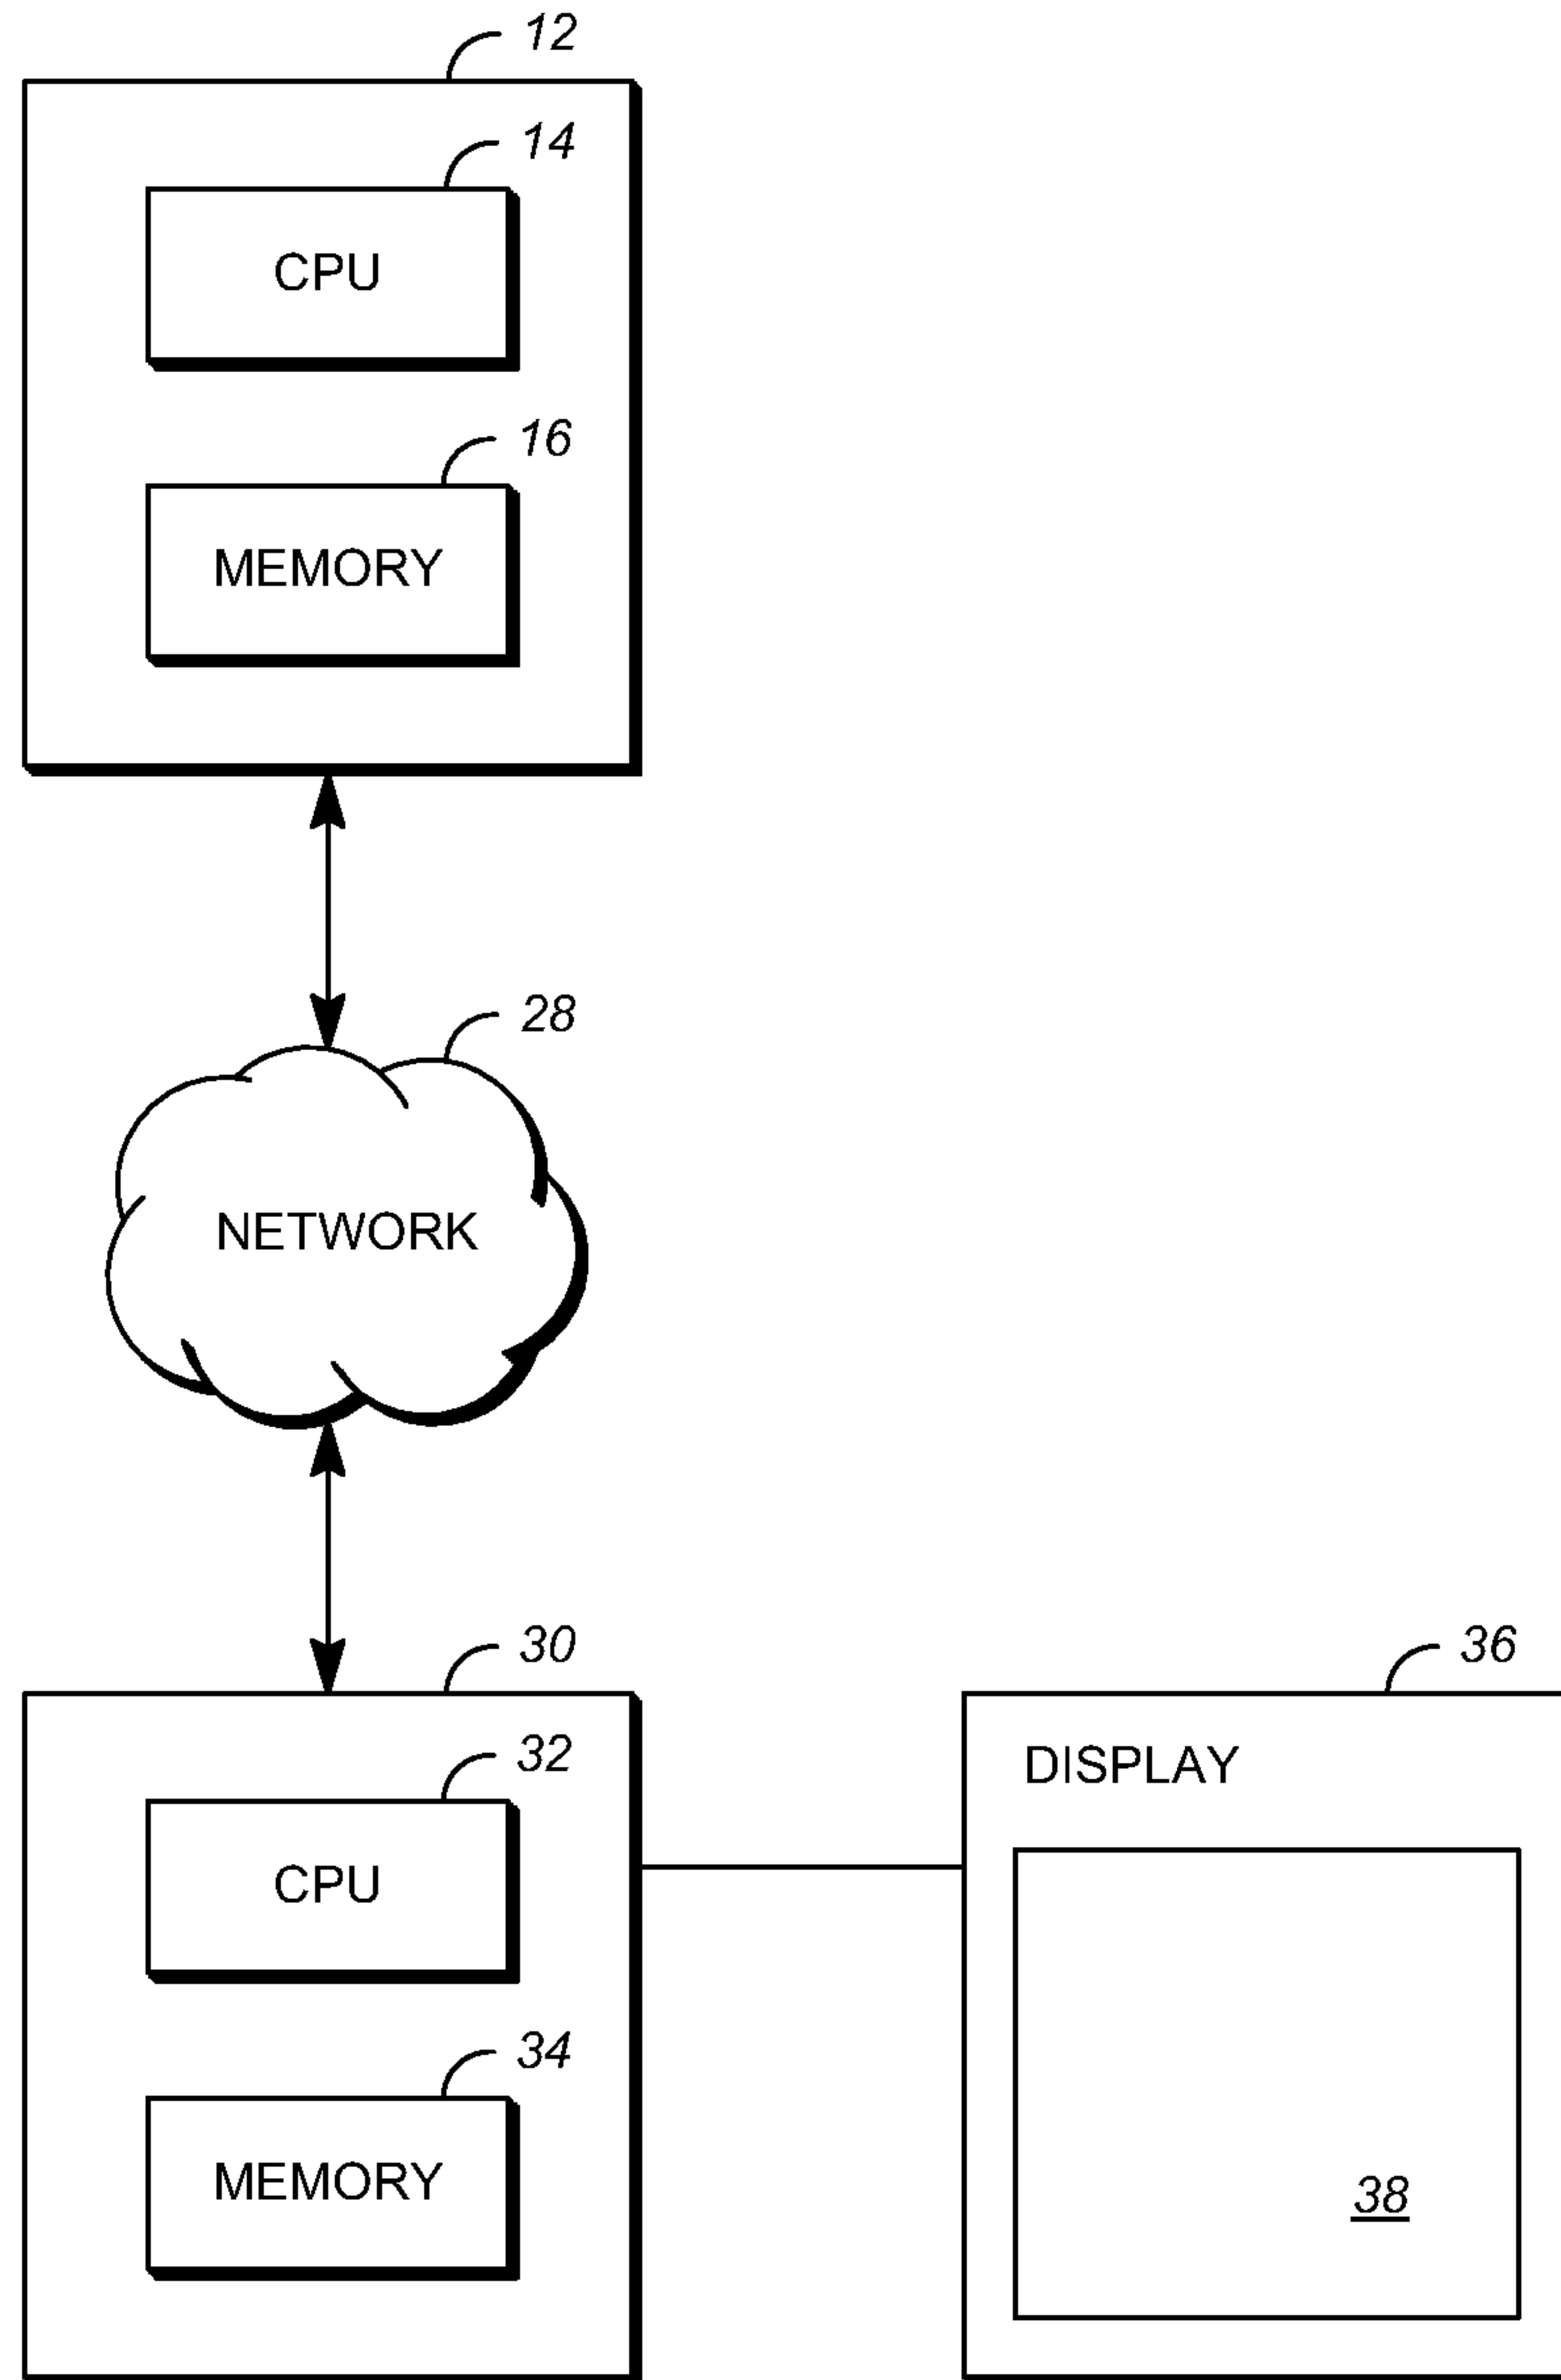 12
14
CPU
16
MEMORY
28
NETWORK
30
36
32
DISPLAY
CPU
34
MEMORY
38